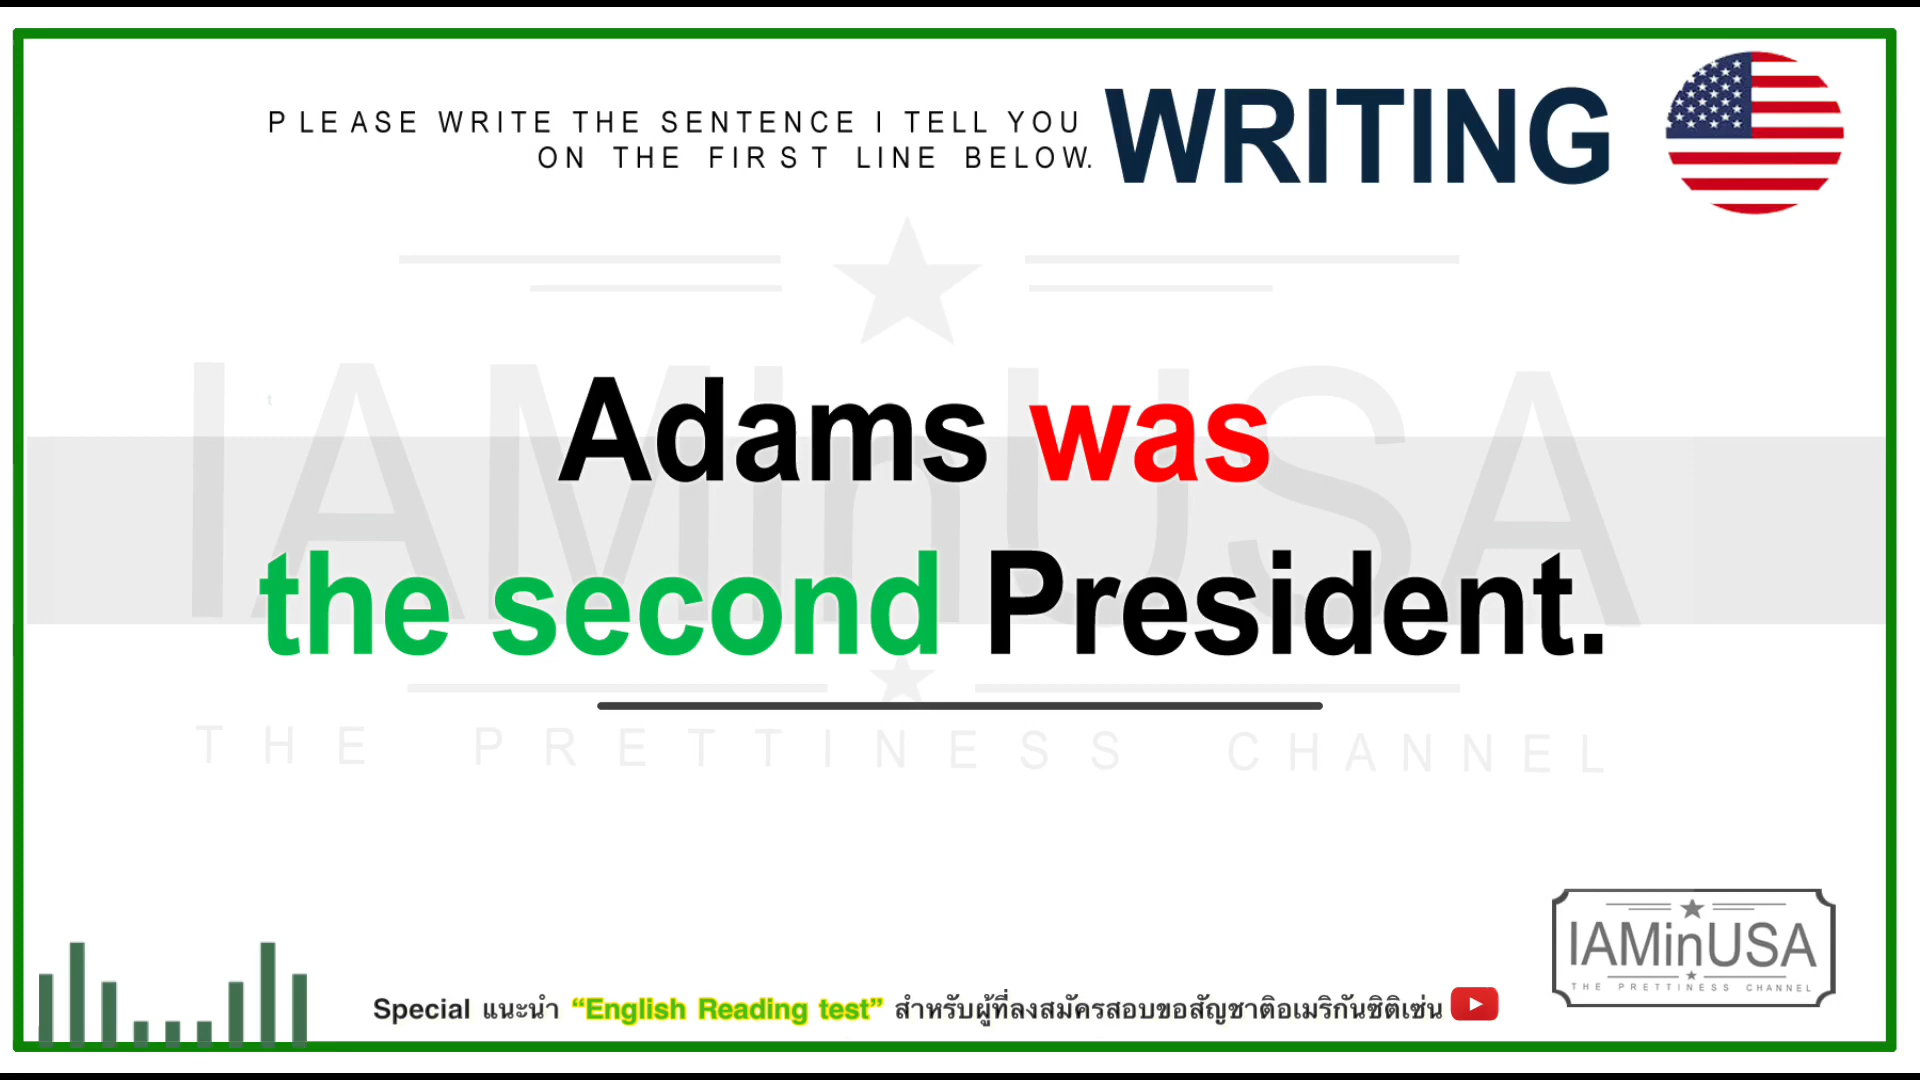 PLEASE WRITE THE SENTENCE I TELL YOU
ON THE FIRST LINE BELOW.
WRITING
IAMinUSA
Adams was
the second President.
THE PRETTINESS CHANNEL
IAMinUSA
THE PRETTINESS CHANNEL
Special แนะนำ “English Reading test” สำหรับผู้ที่ลงสมัครสอบขอสัญชาติอเมริกันซิติเซ่น